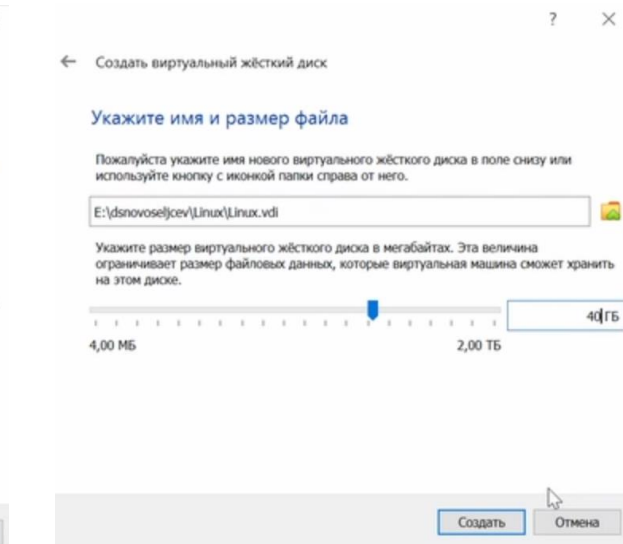 ?
Создать виртуальный жёсткий диск
Укажите имя и размер файла
Пожалуйста укажите имя нового виртуального жёсткого диска в поле снизу или
используйте кнопку с иконкой папки справа от него.
E:\dsnovoseljcev\Linux\Linux.vdi
Укажите размер виртуального жёсткого диска в мегабайтах. Эта величина
ограничивает размер файловых данных, которые виртуальная машина сможет хранить
на этом диске.
40 ГБ
4,00 МБ 2,00 ТБ
Создать Отмена